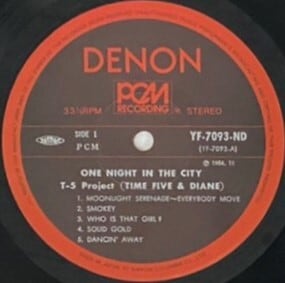 DENON
PCM
RECORDING
33⅓RPM
STEREO
SIDE 1
PCM
YF-7093-ND
(YF-7093-A)
Ⓟ 1984, 11
ONE NIGHT IN THE CITY
T-5 Project (TIME FIVE & DIANE)
1. MOONLIGHT SERENADE~EVERYBODY MOVE
2. SMOKEY
3. WHO IS THAT GIRL?
4. SOLID GOLD
5. DANCIN' AWAY